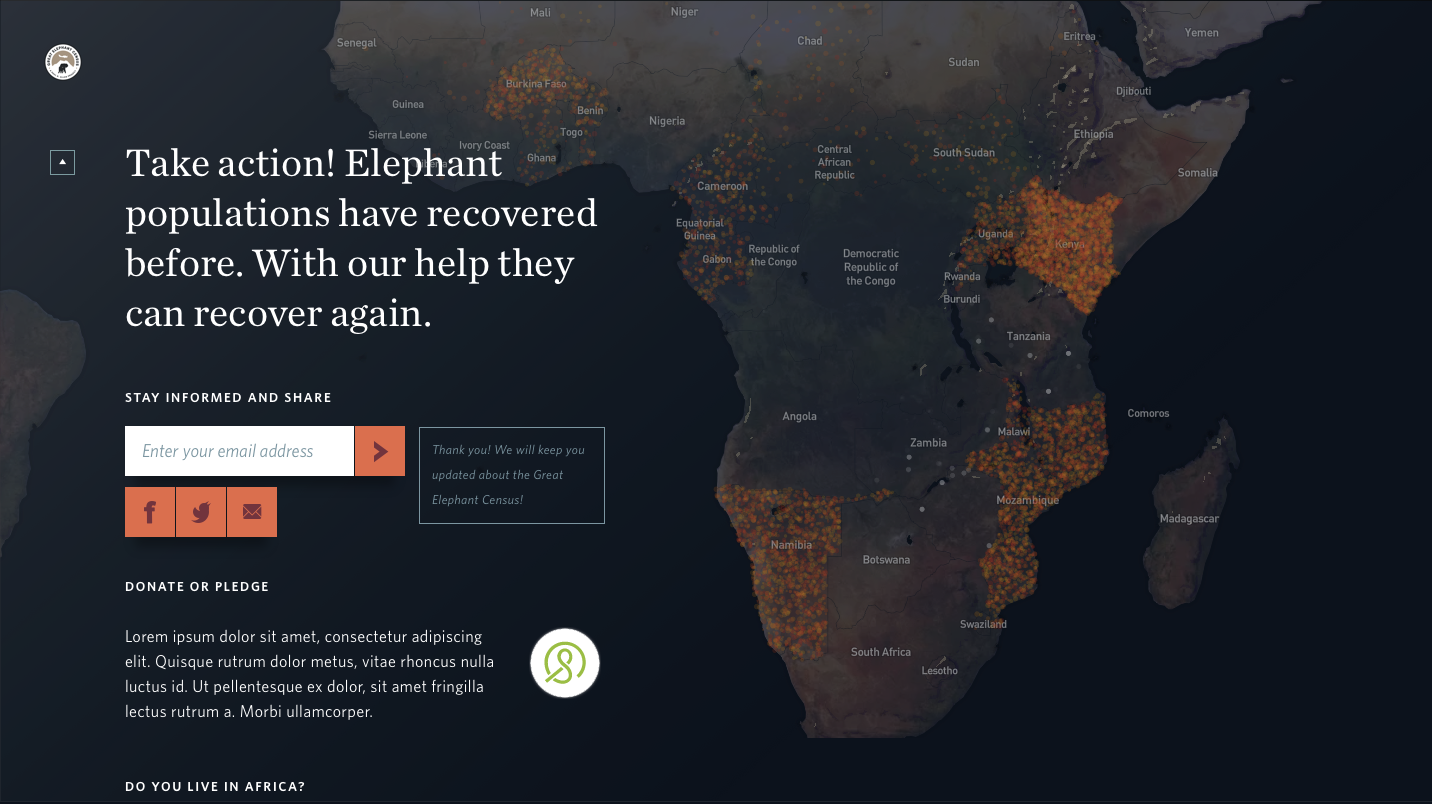 Take action! Elephant
populations have recovered
before. With our help they
can recover again.
STAY INFORMED AND SHARE
Enter your email address
Thank you! We will keep you
updated about the Great
Elephant Census!
DONATE OR PLEDGE
Lorem ipsum dolor sit amet, consectetur adipiscing
elit. Quisque rutrum dolor metus, vitae rhoncus nulla
luctus id. Ut pellentesque ex dolor, sit amet fringilla
lectus rutrum a. Morbi ullamcorper.
DO YOU LIVE IN AFRICA?
Mali
Niger
Senegal
Chad
Eritrea
Yemen
Sudan
Burkina Faso
Djibouti
Guinea
Benin
Nigeria
Sierra Leone
Togo
Ethiopia
Ivory Coast
Ghana
Liberia
Central
African
Republic
South Sudan
Somalia
Cameroon
Equatorial
Guinea
Uganda
Kenya
Gabon
Republic of
the Congo
Democratic
Republic of
the Congo
Rwanda
Burundi
Tanzania
Angola
Comoros
Malawi
Zambia
Mozambique
Madagascar
Namibia
Botswana
Swaziland
South Africa
Lesotho